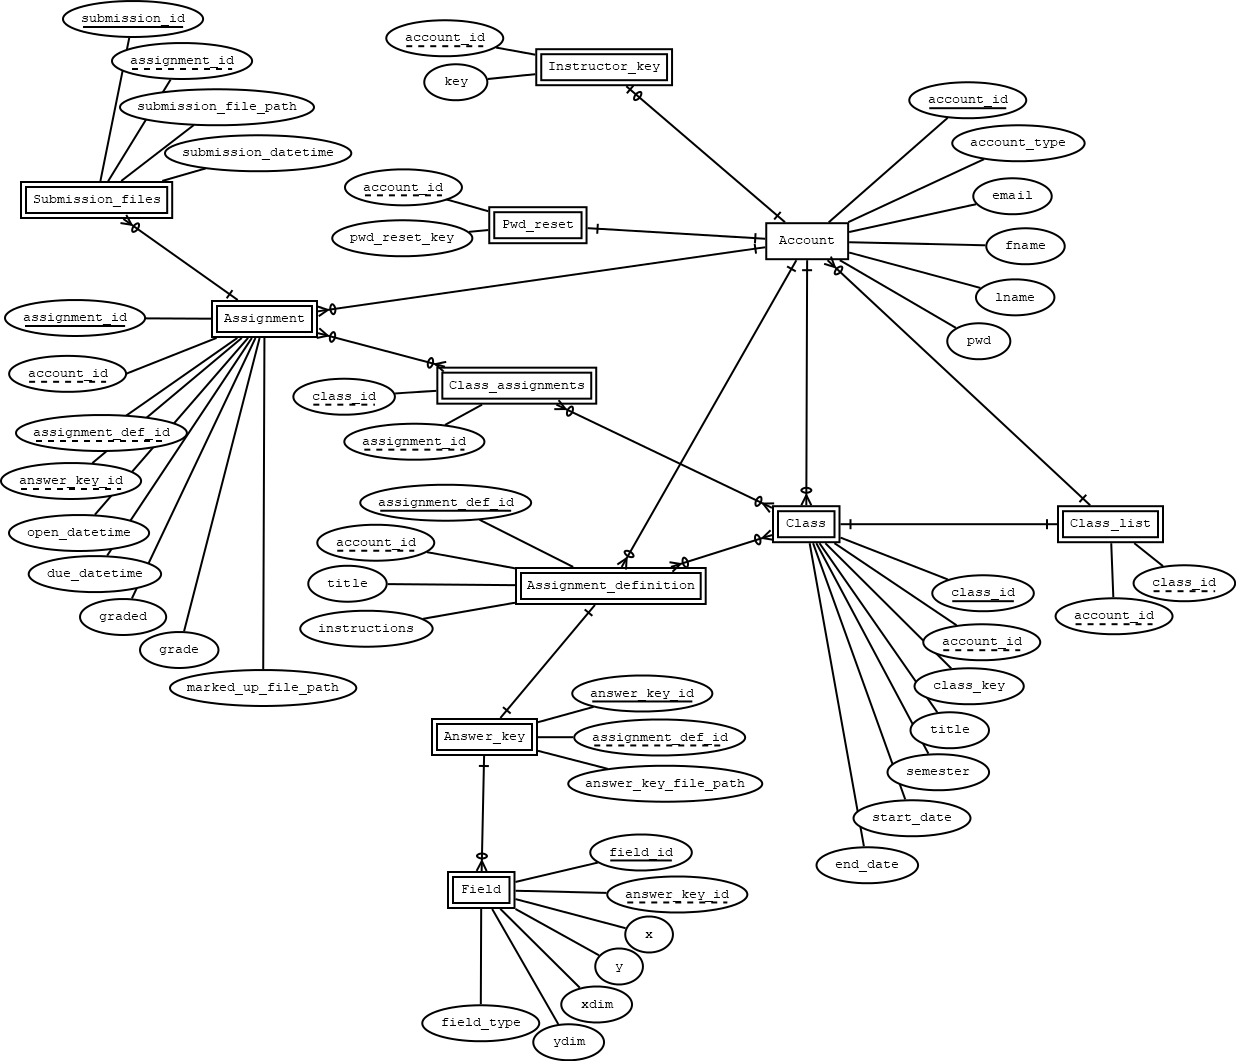 submission_id
assignment_id
submission_file_path
submission_datetime
Submission_files
account_id
key
Instructor_key
account_id
pwd_reset_key
Pwd_reset
account_id
account_type
email
fname
lname
pwd
Account
assignment_id
Assignment
account_id
assignment_def_id
answer_key_id
open_datetime
due_datetime
graded
grade
marked_up_file_path
Class_assignments
class_id
assignment_id
assignment_def_id
account_id
title
instructions
Assignment_definition
Class
Class_list
class_id
account_id
class_id
account_id
class_key
title
semester
start_date
end_date
answer_key_id
Answer_key
assignment_def_id
answer_key_file_path
field_id
Field
answer_key_id
x
y
xdim
ydim
field_type